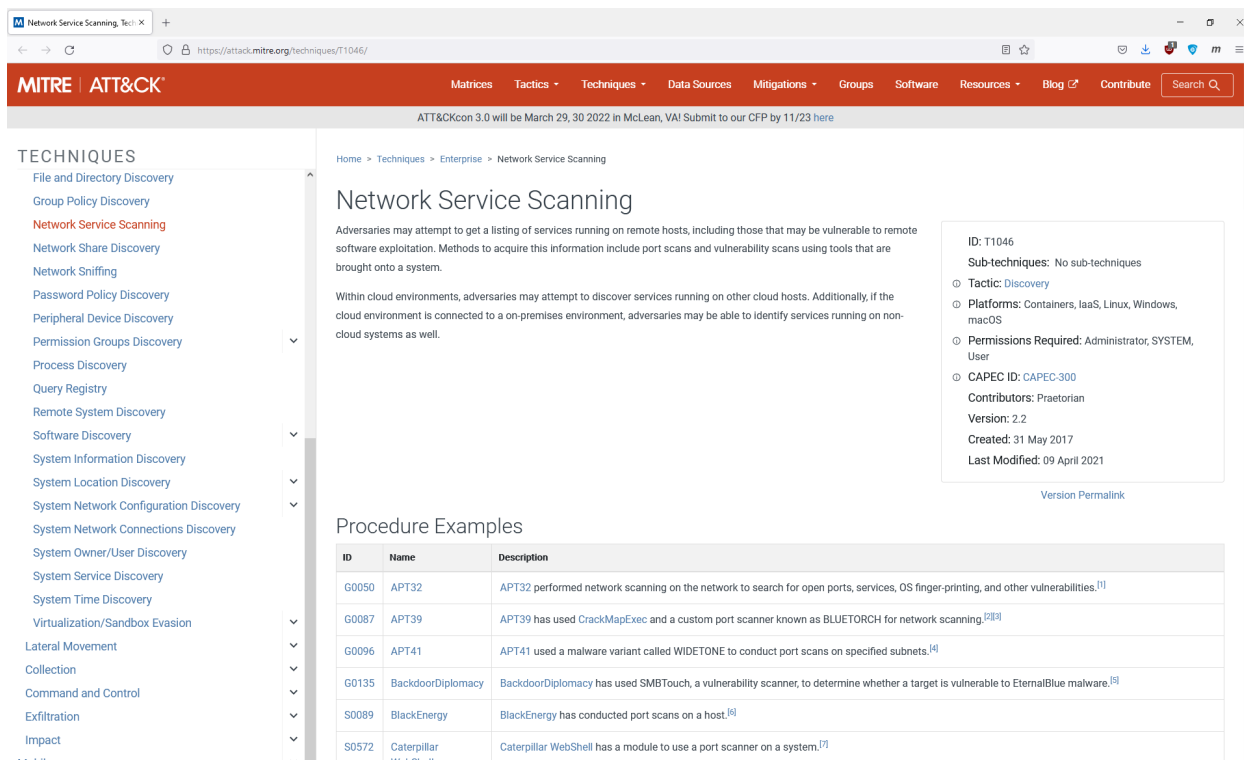 Network Service Scanning, Tech
https://attack.mitre.org/techniques/T1046/
m
MITRE | ATT&CK®
Matrices Tactics Techniques Data Sources Mitigations Groups Software Resources Blog Contribute Search
ATT&CKcon 3.0 will be March 29, 30 2022 in McLean, VA! Submit to our CFP by 11/23 here
TECHNIQUES
File and Directory Discovery
Group Policy Discovery
Network Service Scanning
Network Share Discovery
Network Sniffing
Password Policy Discovery
Peripheral Device Discovery
Permission Groups Discovery
Process Discovery
Query Registry
Remote System Discovery
Software Discovery
System Information Discovery
System Location Discovery
System Network Configuration Discovery
System Network Connections Discovery
System Owner/User Discovery
System Service Discovery
System Time Discovery
Virtualization/Sandbox Evasion
Lateral Movement
Collection
Command and Control
Exfiltration
Impact
Home > Techniques > Enterprise > Network Service Scanning
Network Service Scanning
Adversaries may attempt to get a listing of services running on remote hosts, including those that may be vulnerable to remote
software exploitation. Methods to acquire this information include port scans and vulnerability scans using tools that are
brought onto a system.
Within cloud environments, adversaries may attempt to discover services running on other cloud hosts. Additionally, if the
cloud environment is connected to a on-premises environment, adversaries may be able to identify services running on non-
cloud systems as well.
ID: T1046
Sub-techniques: No sub-techniques
Tactic: Discovery
Platforms: Containers, IaaS, Linux, Windows,
macOS
Permissions Required: Administrator, SYSTEM,
User
CAPEC ID: CAPEC-300
Contributors: Praetorian
Version: 2.2
Created: 31 May 2017
Last Modified: 09 April 2021
Version Permalink
Procedure Examples
ID Name Description
G0050 APT32 APT32 performed network scanning on the network to search for open ports, services, OS finger-printing, and other vulnerabilities.[1]
G0087 APT39 APT39 has used CrackMapExec and a custom port scanner known as BLUETORCH for network scanning.[2][3]
G0096 APT41 APT41 used a malware variant called WIDETONE to conduct port scans on specified subnets.[4]
G0135 BackdoorDiplomacy BackdoorDiplomacy has used SMBTouch, a vulnerability scanner, to determine whether a target is vulnerable to EternalBlue malware.[5]
S0089 BlackEnergy BlackEnergy has conducted port scans on a host.[6]
S0572 Caterpillar Caterpillar WebShell has a module to use a port scanner on a system.[7]